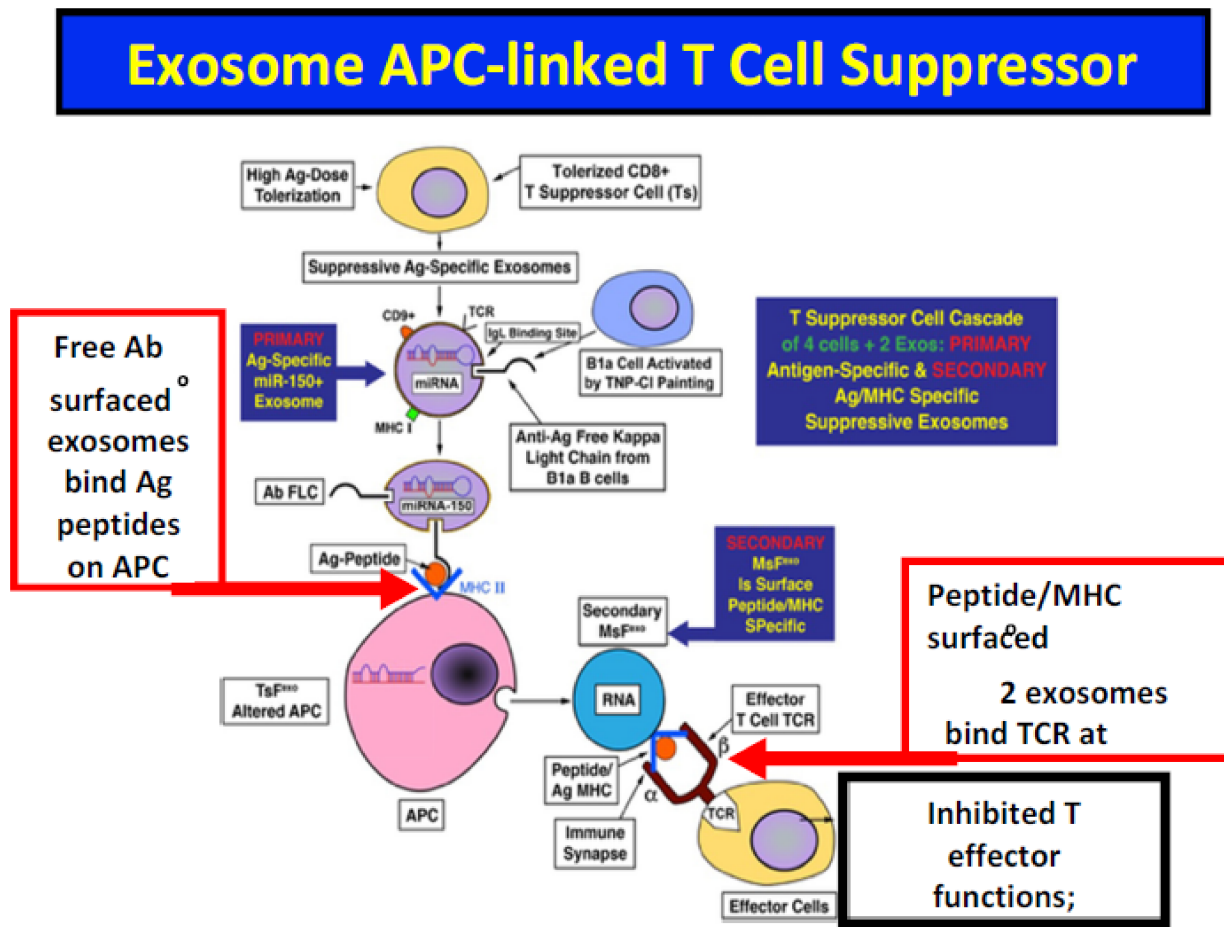 Exosome APC-linked T Cell Suppressor
High Ag-Dose
Tolerization
Tolerized CD8+
T Suppressor Cell (Ts)
Suppressive Ag-Specific Exosomes
CD9+
TCR
IgL Binding Site
miRNA
MHC I
B1a Cell Activated
by TNP-Cl Painting
PRIMARY
Ag-Specific
miR-150+
Exosome
Free Ab
surfaced o
exosomes
bind Ag
peptides
on APC
T Suppressor Cell Cascade
of 4 cells + 2 Exos: PRIMARY
Antigen-Specific & SECONDARY
Ag/MHC Specific
Suppressive Exosomes
Anti-Ag Free Kappa
Light Chain from
B1a B cells
Ab FLC
miRNA-150
Ag-Peptide
MHC II
SECONDARY
MsFexo
Is Surface
Peptide/MHC
SPecific
Secondary
MsFexo
RNA
TsFexo
Altered APC
APC
Effector
T Cell TCR
β
α
Peptide/
Ag MHC
Immune
Synapse
TCR
Effector Cells
Peptide/MHC
surfaced o
2 exosomes
bind TCR at
Inhibited T
effector
functions;